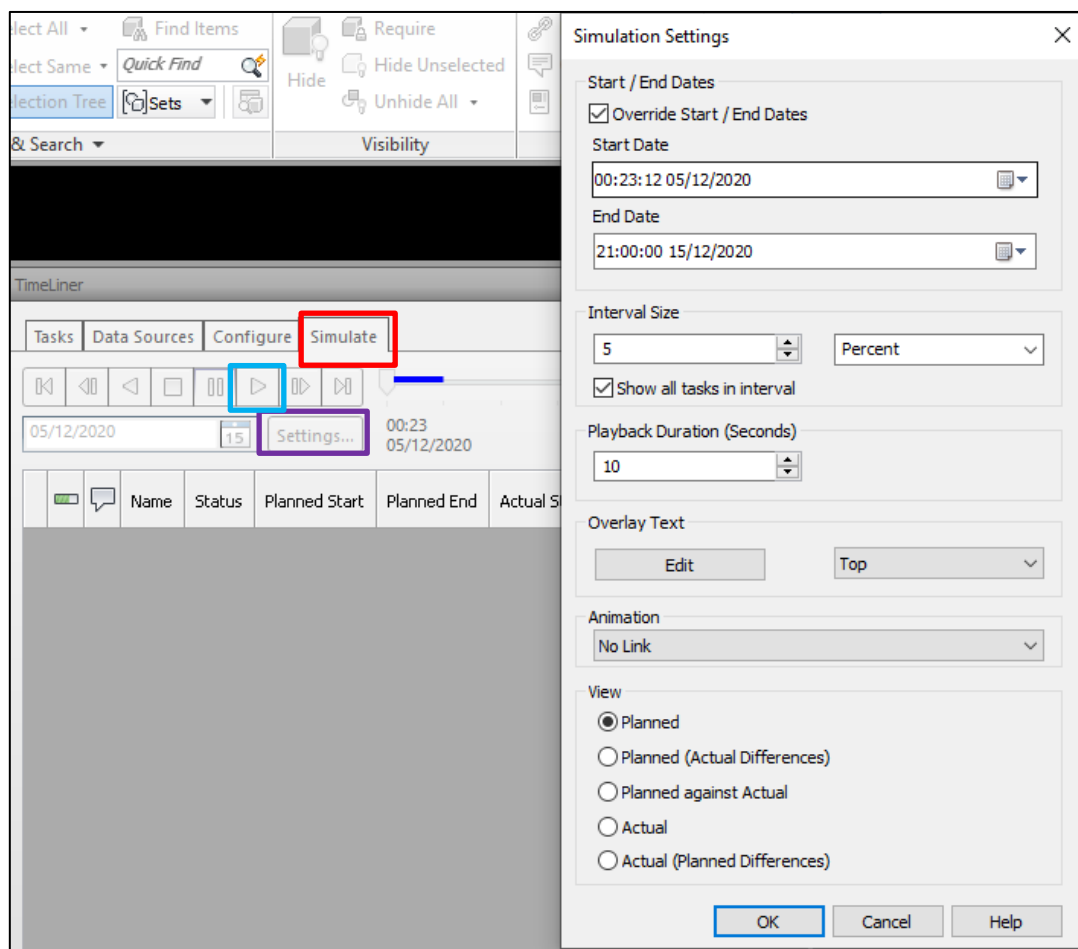 lect All
Find Items
Require
lect Same
Quick Find
Hide
Hide Unselected
lection Tree
Sets
Unhide All
& Search
Visibility
TimeLiner
Tasks
Data Sources
Configure
Simulate
05/12/2020
15
Settings...
00:23
05/12/2020
Name
Status
Planned Start
Planned End
Actual S
Simulation Settings
Start / End Dates
Override Start / End Dates
Start Date
00:23:12 05/12/2020
End Date
21:00:00 15/12/2020
Interval Size
5
Percent
Show all tasks in interval
Playback Duration (Seconds)
10
Overlay Text
Edit
Top
Animation
No Link
View
Planned
Planned (Actual Differences)
Planned against Actual
Actual
Actual (Planned Differences)
OK
Cancel
Help